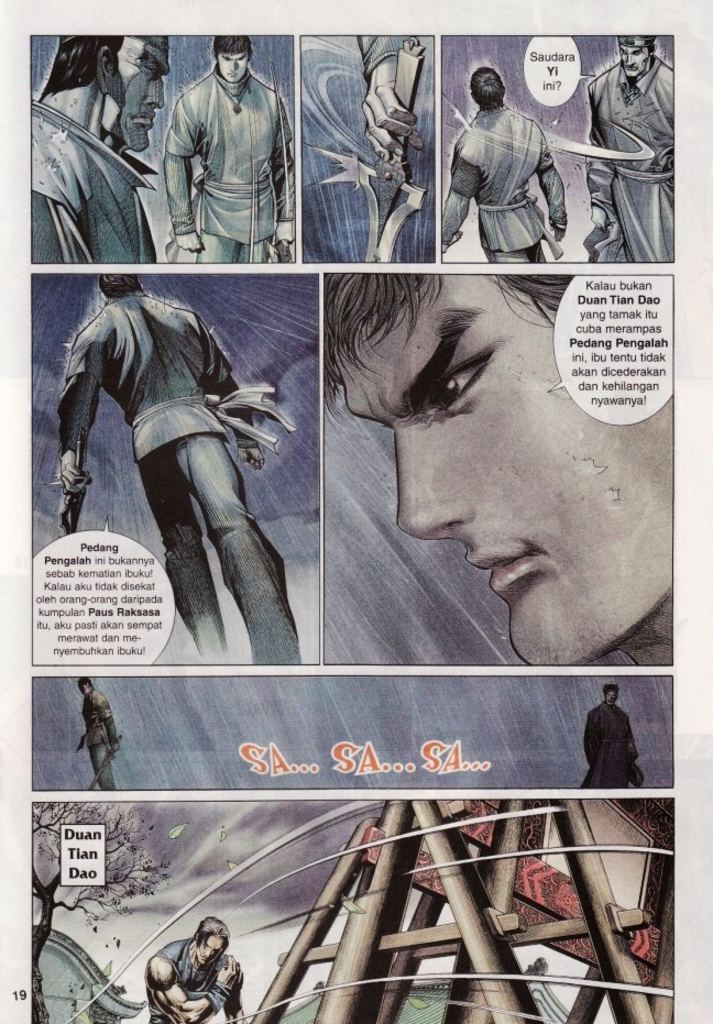 Saudara
Yi
ini?
Kalau bukan
Duan Tian Dao
yang tamak itu
cuba merampas
Pedang Pengalah
ini, ibu tentu tidak
akan dicederakan
dan kehilangan
nyawanya!
Pedang
Pengalah ini bukannya
sebab kematian ibuku!
Kalau aku tidak disekat
oleh orang-orang daripada
kumpulan Paus Raksasa
itu, aku pasti akan sempat
merawat dan me-
nyembuhkan ibuku!
SA... SA... SA...
Duan
Tian
Dao
19